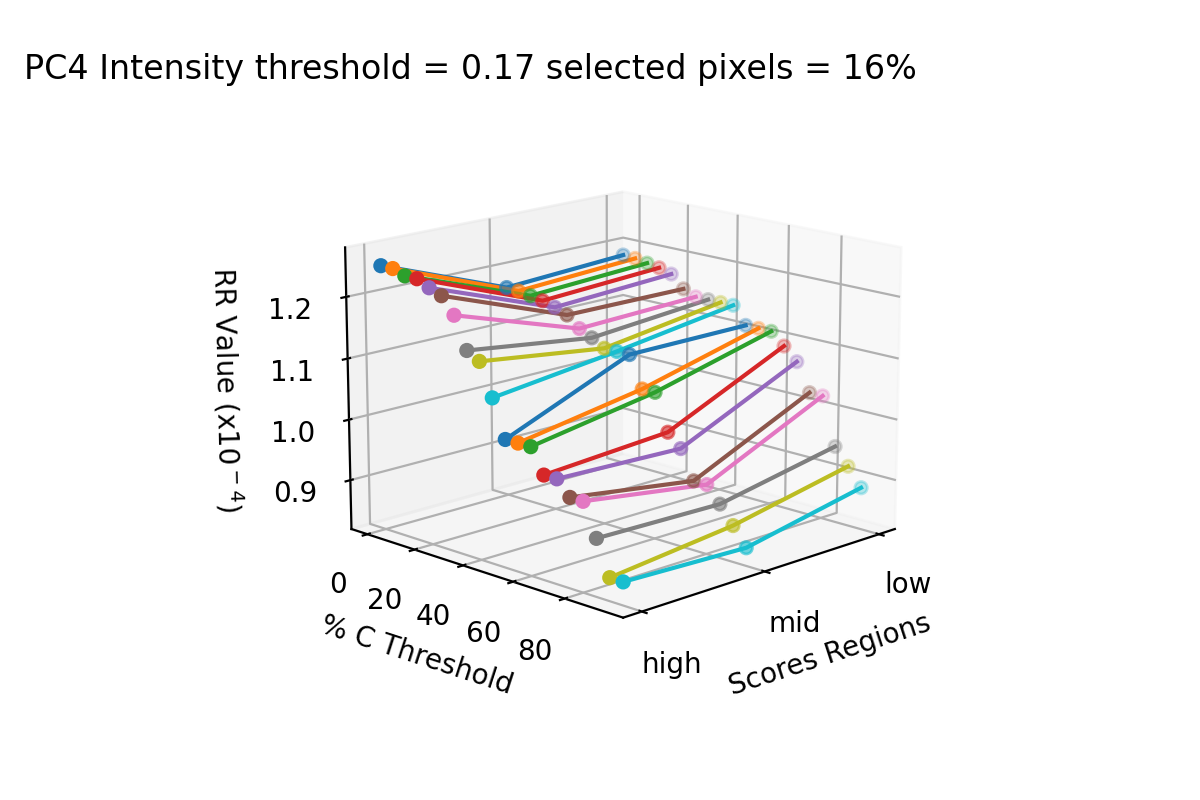 PC4 Intensity threshold = 0.17 selected pixels = 16%
RR Value (x10⁻⁴)
1.2
1.1
1.0
0.9
0
20
40
60
80
% C Threshold
high
mid
low
Scores Regions